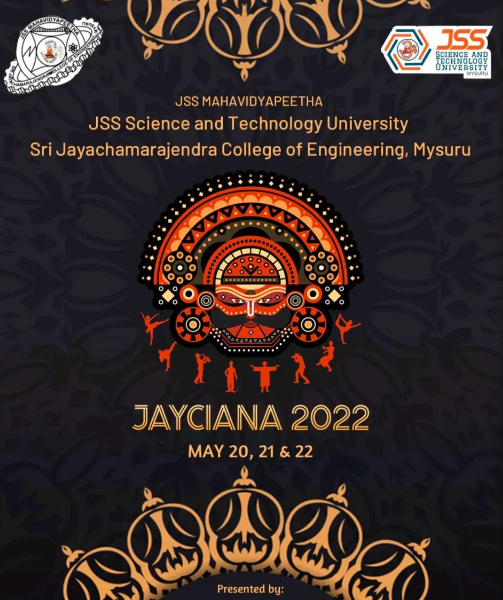 JSS MAHAVIDYAPEETHA
JSS
SCIENCE AND
TECHNOLOGY
UNIVERSITY
MYSURU
JSS MAHAVIDYAPEETHA
JSS Science and Technology University
Sri Jayachamarajendra College of Engineering, Mysuru
JAYCIANA 2022
MAY 20, 21 & 22
Presented by: